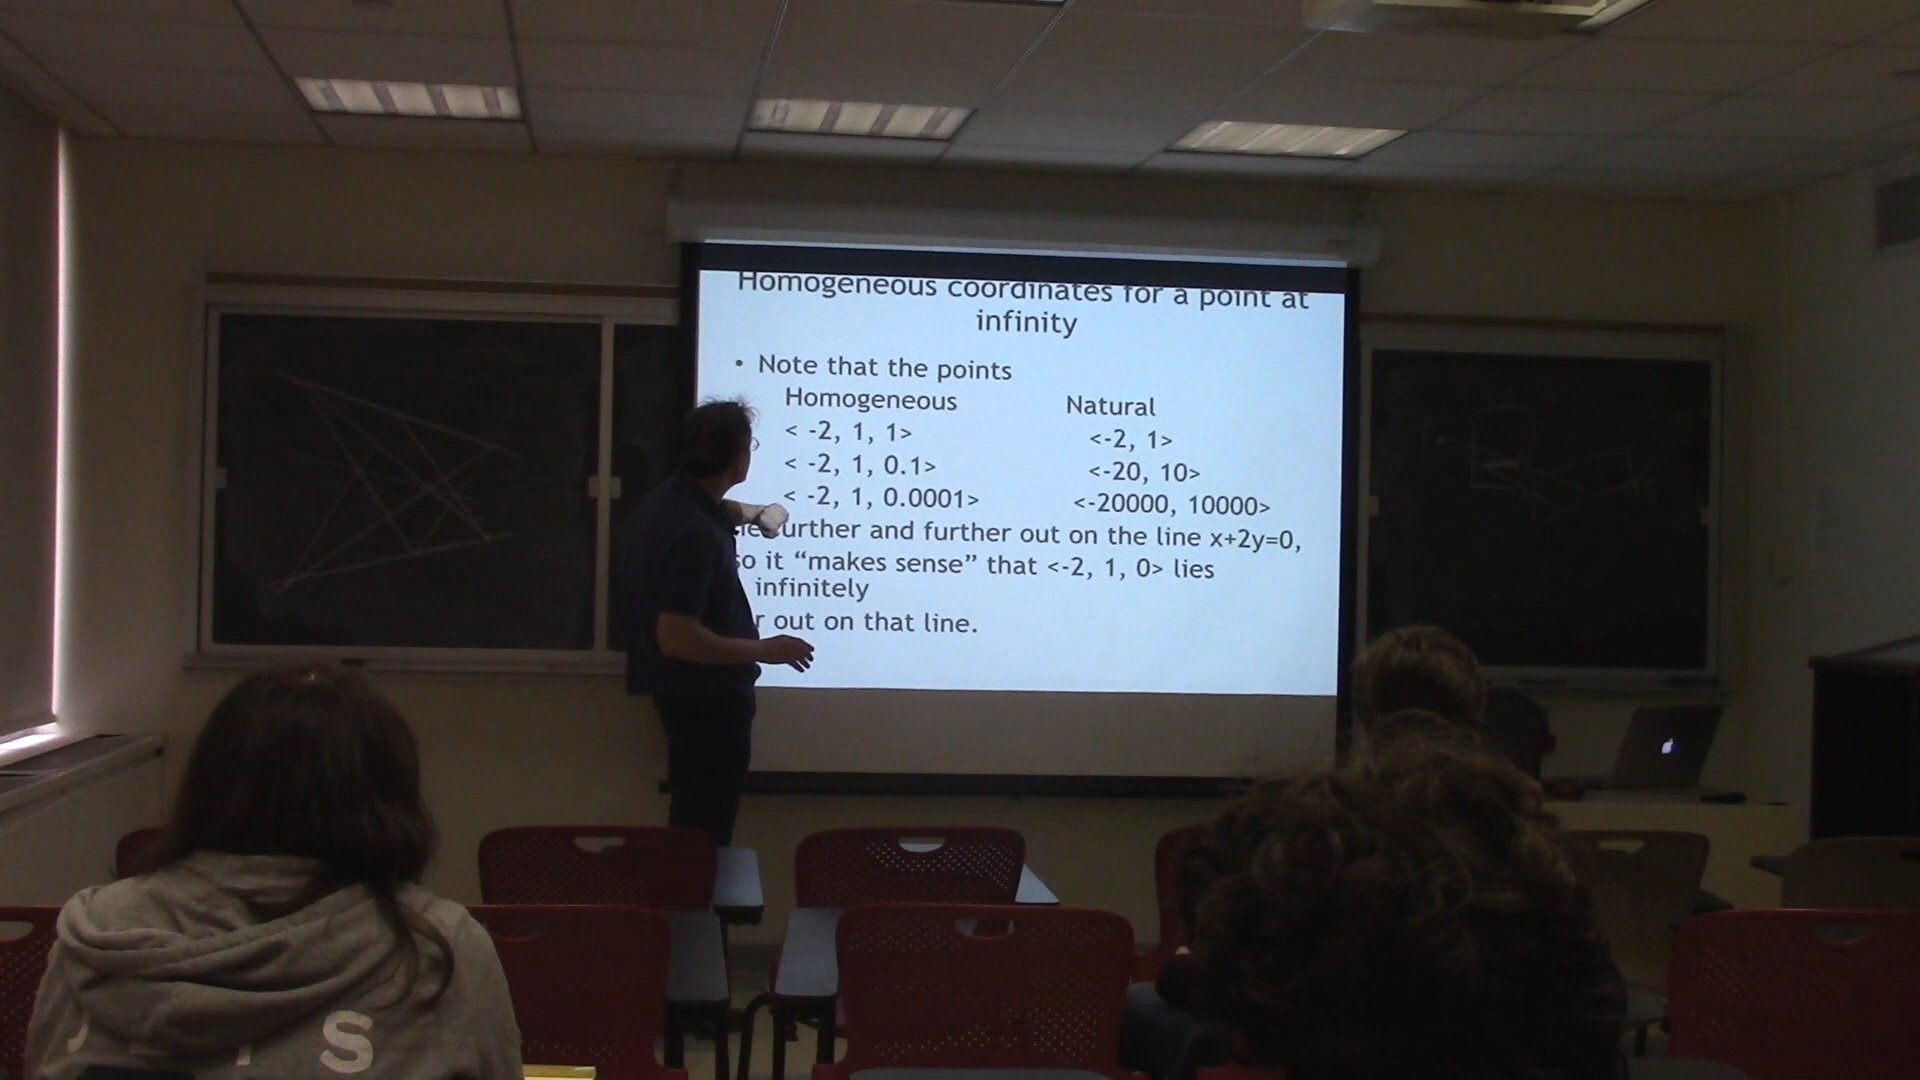 Homogeneous coordinates for a point at
infinity
• Note that the points
Homogeneous Natural
< -2, 1, 1> <-2, 1>
< -2, 1, 0.1> <-20, 10>
< -2, 1, 0.0001> <-20000, 10000>
further and further out on the line x+2y=0,
so it “makes sense” that <-2, 1, 0> lies
infinitely
out on that line.